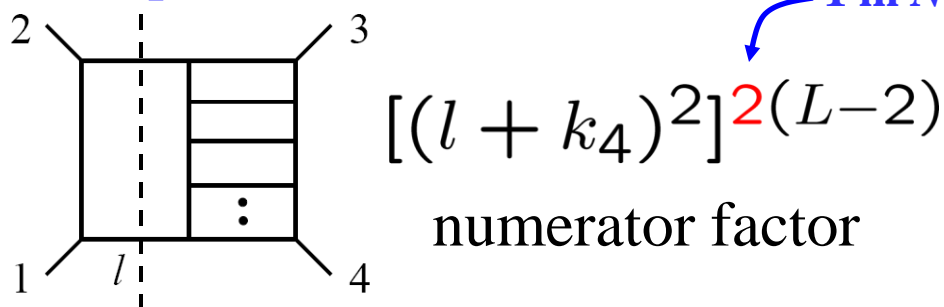 2 3
[(l + k₄)²]²⁽ᴸ⁻²⁾
numerator factor
1 l 4